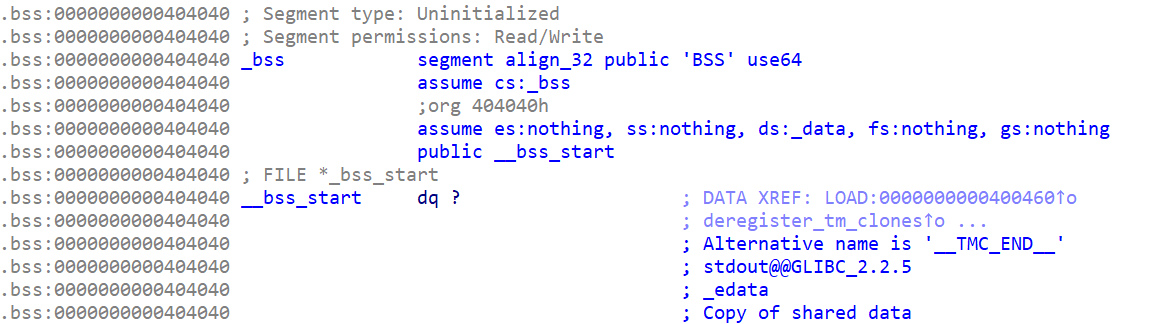 .bss:0000000000404040 ; Segment type: Uninitialized
.bss:0000000000404040 ; Segment permissions: Read/Write
.bss:0000000000404040 _bss segment align_32 public 'BSS' use64
.bss:0000000000404040 assume cs:_bss
.bss:0000000000404040 ;org 404040h
.bss:0000000000404040 assume es:nothing, ss:nothing, ds:_data, fs:nothing, gs:nothing
.bss:0000000000404040 public __bss_start
.bss:0000000000404040 ; FILE *_bss_start
.bss:0000000000404040 __bss_start dq ? ; DATA XREF: LOAD:0000000000400460↑o
.bss:0000000000404040 ; deregister_tm_clones↑o ...
.bss:0000000000404040 ; Alternative name is '__TMC_END__'
.bss:0000000000404040 ; stdout@@GLIBC_2.2.5
.bss:0000000000404040 ; _edata
.bss:0000000000404040 ; Copy of shared data